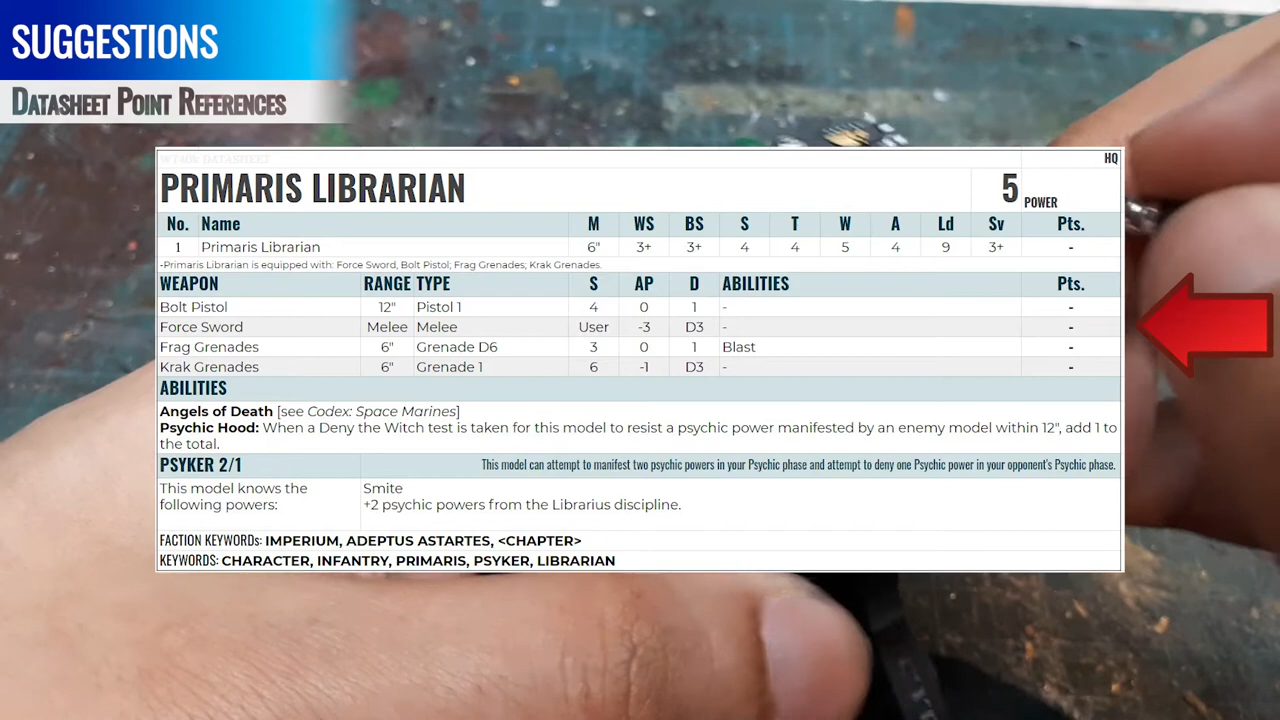 SUGGESTIONS
DATASHEET POINT REFERENCES
WT40K: DATASHEET HQ
PRIMARIS LIBRARIAN 5 POWER
No. Name M WS BS S T W A Ld Sv Pts.
1 Primaris Librarian 6" 3+ 3+ 4 4 5 4 9 3+ -
-Primaris Librarian is equipped with: Force Sword, Bolt Pistol; Frag Grenades; Krak Grenades.
WEAPON RANGE TYPE S AP D ABILITIES Pts.
Bolt Pistol 12" Pistol 1 4 0 1 - -
Force Sword Melee Melee User -3 D3 - -
Frag Grenades 6" Grenade D6 3 0 1 Blast -
Krak Grenades 6" Grenade 1 6 -1 D3 - -
ABILITIES
Angels of Death [see Codex: Space Marines]
Psychic Hood: When a Deny the Witch test is taken for this model to resist a psychic power manifested by an enemy model within 12", add 1 to
the total.
PSYKER 2/1 This model can attempt to manifest two psychic powers in your Psychic phase and attempt to deny one Psychic power in your opponent's Psychic phase.
This model knows the Smite
following powers: +2 psychic powers from the Librarius discipline.
FACTION KEYWORDs: IMPERIUM, ADEPTUS ASTARTES, <CHAPTER>
KEYWORDS: CHARACTER, INFANTRY, PRIMARIS, PSYKER, LIBRARIAN